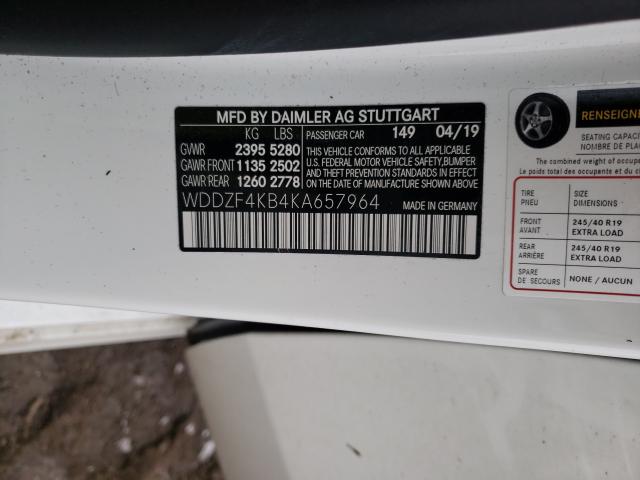 MFD BY DAIMLER AG STUTTGART
KG LBS
PASSENGER CAR 149 04/19
GVWR 2395 5280
GAWR FRONT 1135 2502
GAWR REAR 1260 2778
THIS VEHICLE CONFORMS TO ALL APPLICABLE
U.S. FEDERAL MOTOR VEHICLE SAFETY, BUMPER
AND THEFT PREVENTION STANDARDS IN EFFECT
ON THE DATE OF MANUFACTURE SHOWN ABOVE.
WDDZF4KB4KA657964
MADE IN GERMANY
RENSEIGNE
SEATING CAPAC
NOMBRE DE PLAC
The combined weight of occup
Le poids total des occupants et du c
TIRE SIZE
PNEU DIMENSIONS
FRONT 245/40 R19
AVANT EXTRA LOAD
REAR 245/40 R19
ARRIÈRE EXTRA LOAD
SPARE NONE / AUCUN
DE SECOURS